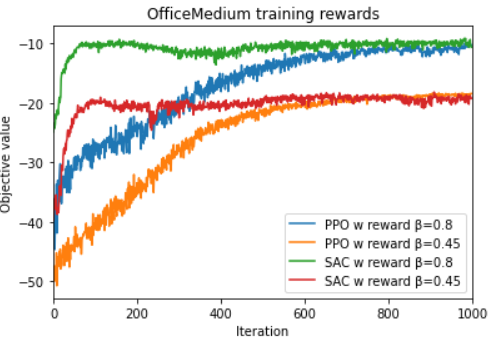 OfficeMedium training rewards
Objective value
−10
−20
−30
−40
−50
PPO w reward β=0.8
PPO w reward β=0.45
SAC w reward β=0.8
SAC w reward β=0.45
0 200 400 600 800 1000
Iteration